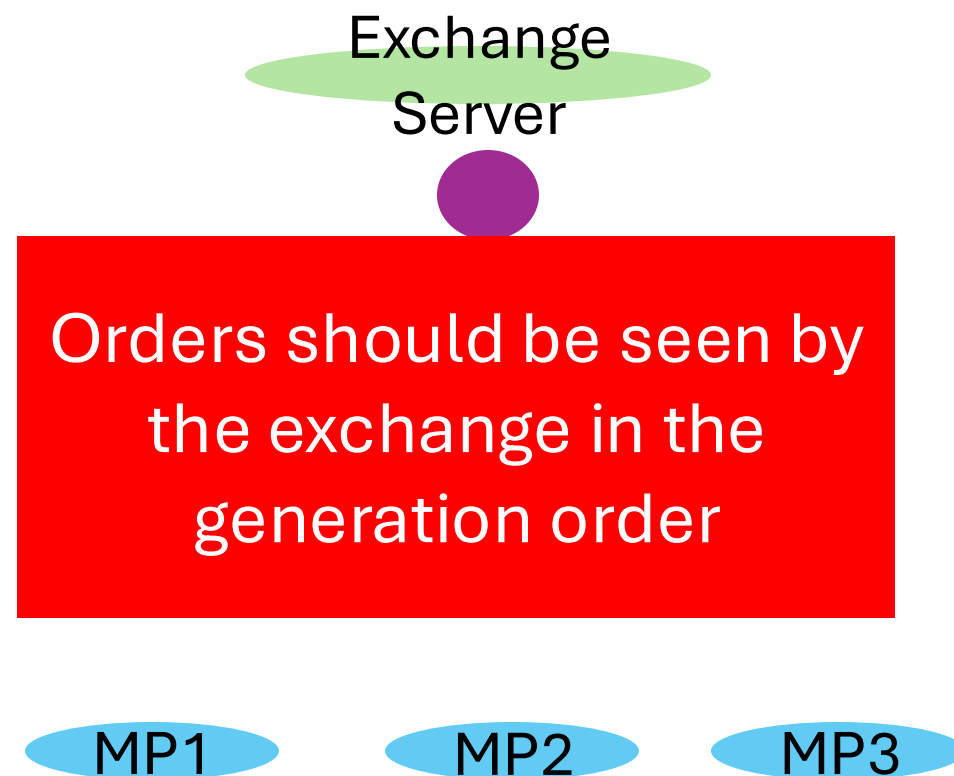 Exchange
Server
Orders should be seen by
the exchange in the
generation order
MP1 MP2 MP3